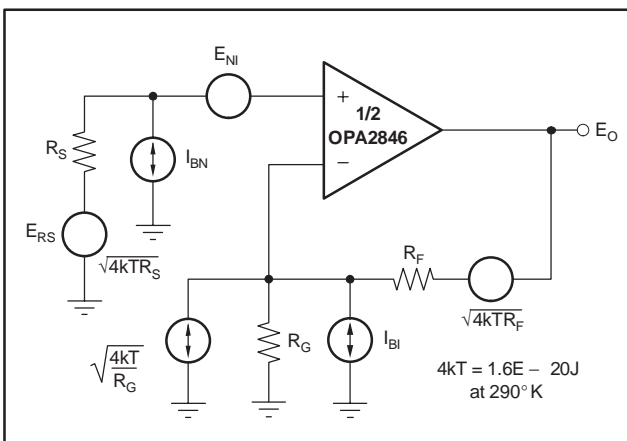 E_NI
+
1/2
OPA2846
−
E_O
R_S
I_BN
E_RS
√4kTR_S
R_F
√4kTR_F
√4kT/R_G
R_G
I_BI
4kT = 1.6E − 20J
at 290°K